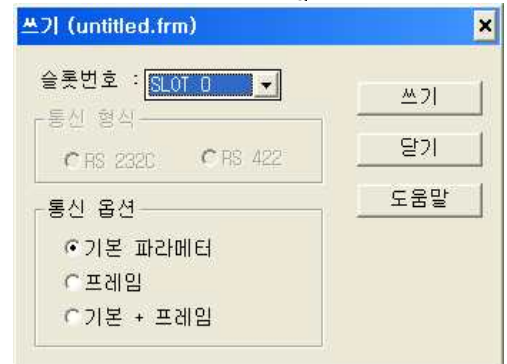 쓰기 (untitled.frm)
슬롯번호 : SLOT 0
쓰기
통신 형식
RS 232C RS 422
닫기
통신 옵션
도움말
기본 파라메터
프레임
기본 + 프레임